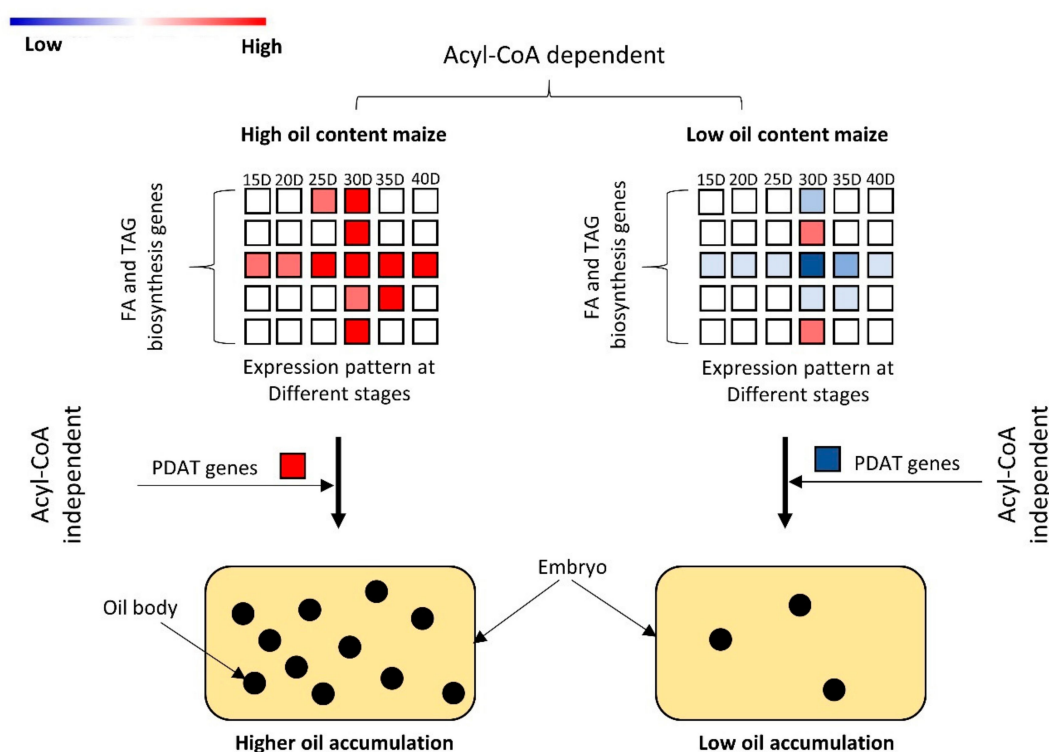 Low
High
Acyl-CoA dependent
High oil content maize
Low oil content maize
15D 20D 25D 30D 35D 40D
15D 20D 25D 30D 35D 40D
FA and TAG
biosynthesis genes
FA and TAG
biosynthesis genes
Expression pattern at
Different stages
Expression pattern at
Different stages
Acyl-CoA
independent
PDAT genes
PDAT genes
Acyl-CoA
independent
Oil body
Embryo
Higher oil accumulation
Low oil accumulation